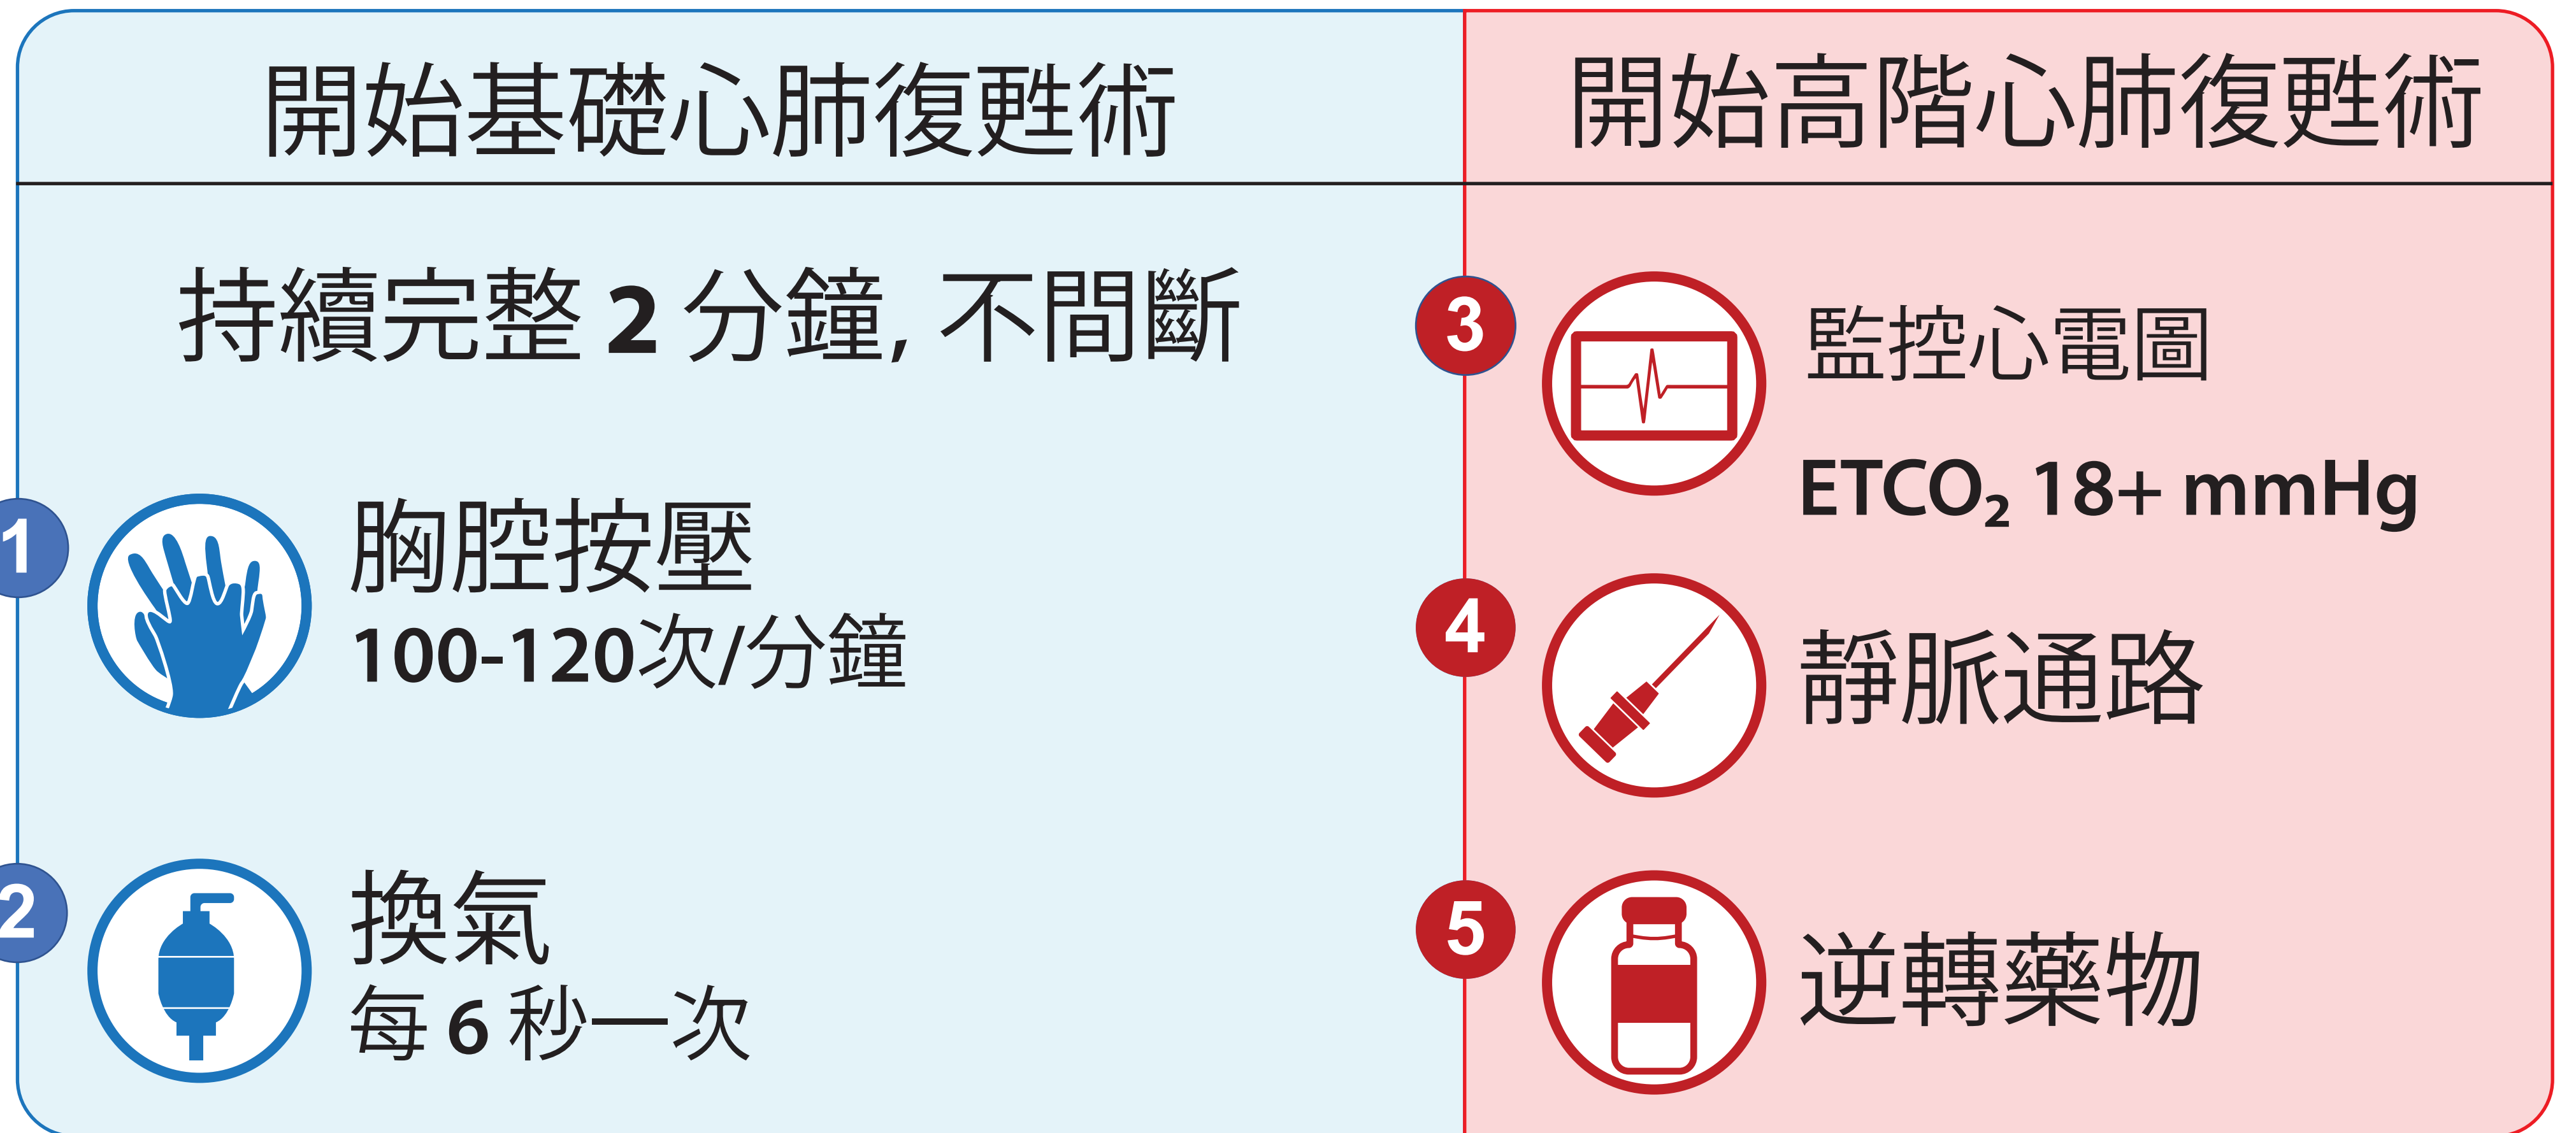 開始基礎心肺復甦術
持續完整 2 分鐘, 不間斷
1
胸腔按壓
100-120次/分鐘
2
換氣
每 6 秒一次
開始高階心肺復甦術
3
監控心電圖
ETCO₂ 18+ mmHg
4
靜脈通路
5
逆轉藥物